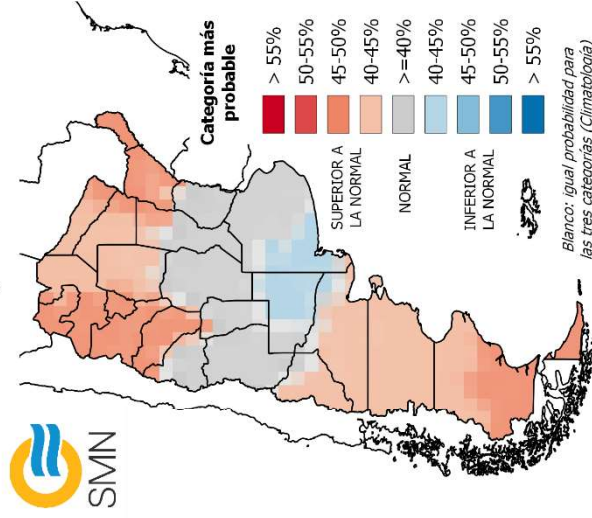 SMN
Categoría más
probable
> 55%
50-55%
45-50%
40-45%
>=40%
40-45%
45-50%
50-55%
> 55%
SUPERIOR A
LA NORMAL
NORMAL
INFERIOR A
LA NORMAL
Blanco: igual probabilidad para
las tres categorías (Climatología)